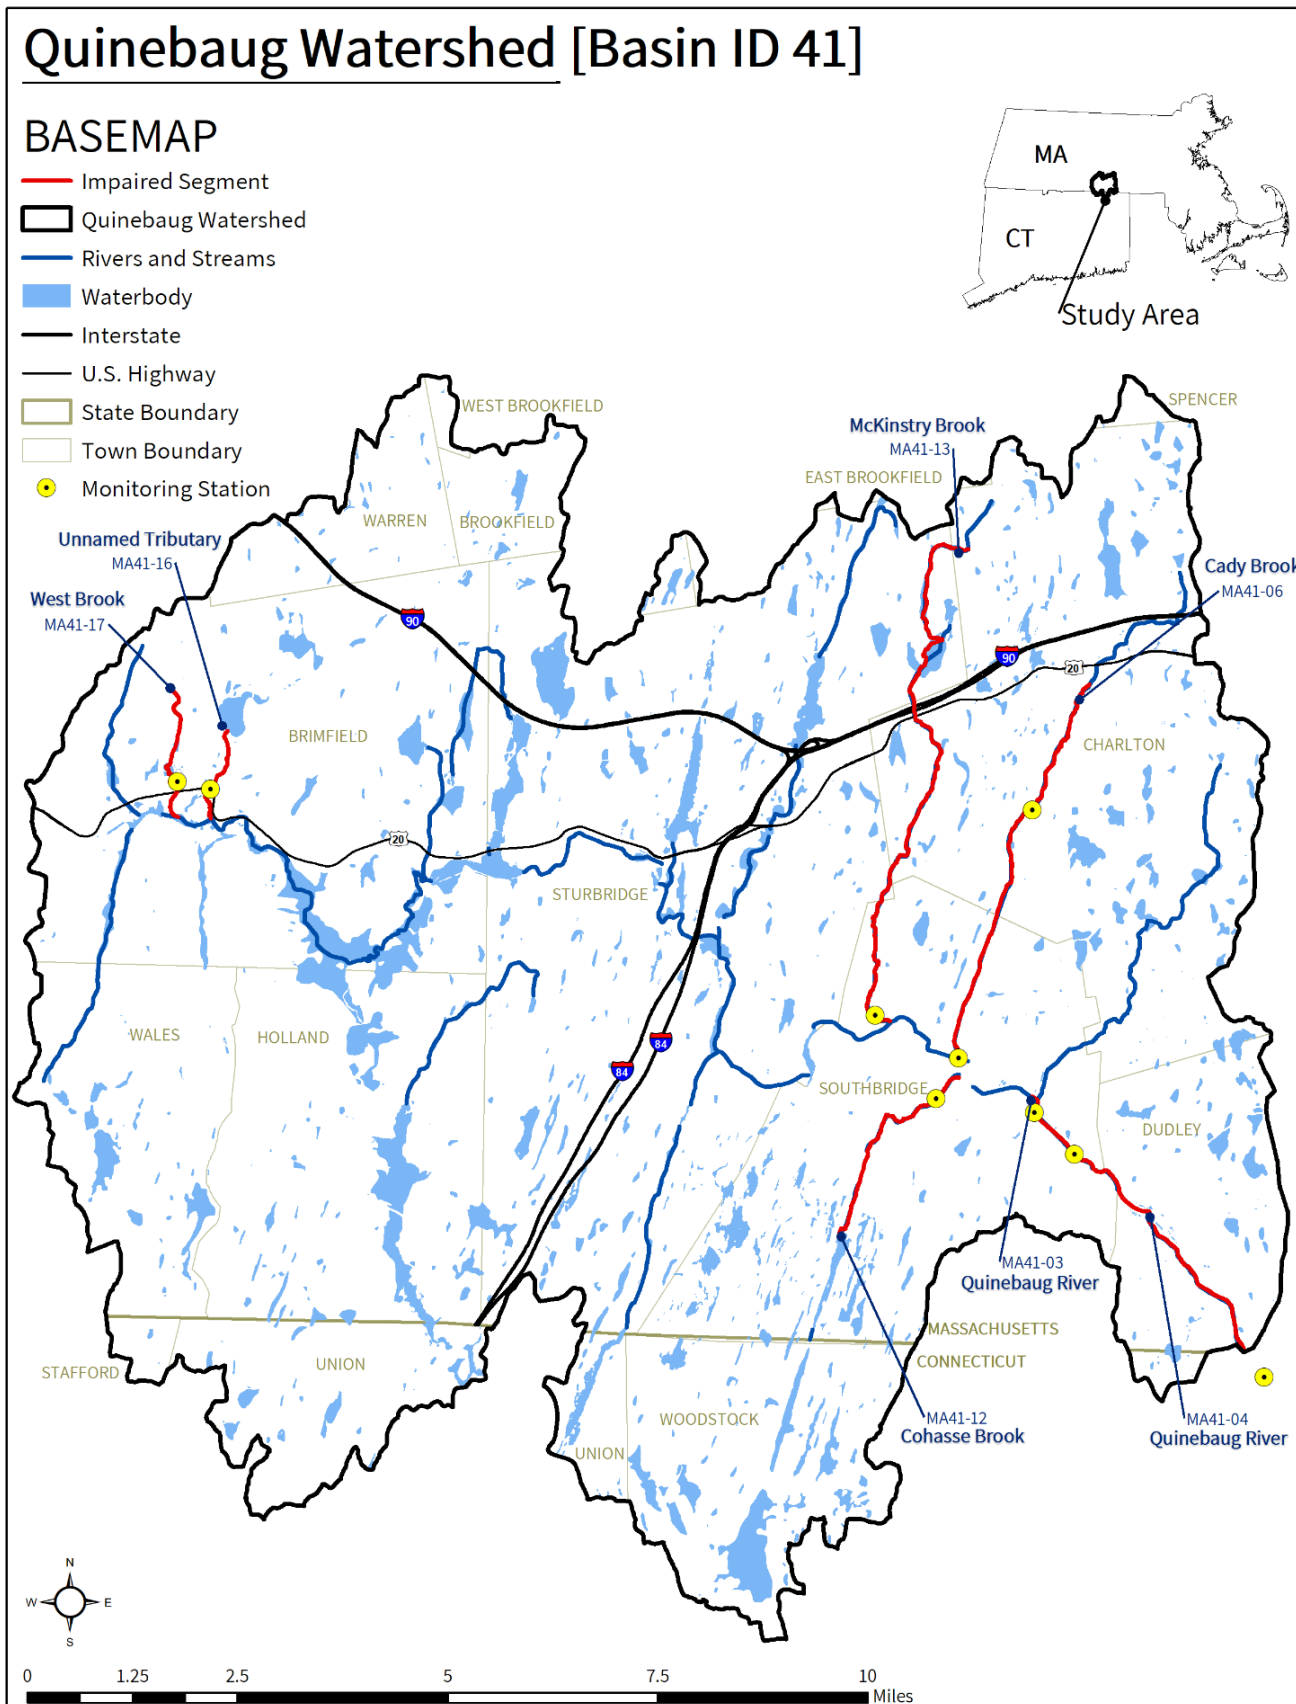 Quinebaug Watershed [Basin ID 41]
BASEMAP
Impaired Segment
Quinebaug Watershed
Rivers and Streams
Waterbody
Interstate
U.S. Highway
State Boundary
Town Boundary
Monitoring Station
MA
CT
Study Area
WEST BROOKFIELD
SPENCER
McKinstry Brook
MA41-13
EAST BROOKFIELD
WARREN
BROOKFIELD
Unnamed Tributary
MA41-16
Cady Brook
MA41-06
West Brook
MA41-17
90
90
20
BRIMFIELD
CHARLTON
20
STURBRIDGE
WALES
HOLLAND
84
84
SOUTHBRIDGE
DUDLEY
MA41-03
Quinebaug River
MASSACHUSETTS
CONNECTICUT
STAFFORD
UNION
WOODSTOCK
UNION
MA41-12
Cohasse Brook
MA41-04
Quinebaug River
N
W
E
S
0 1.25 2.5 5 7.5 10
Miles